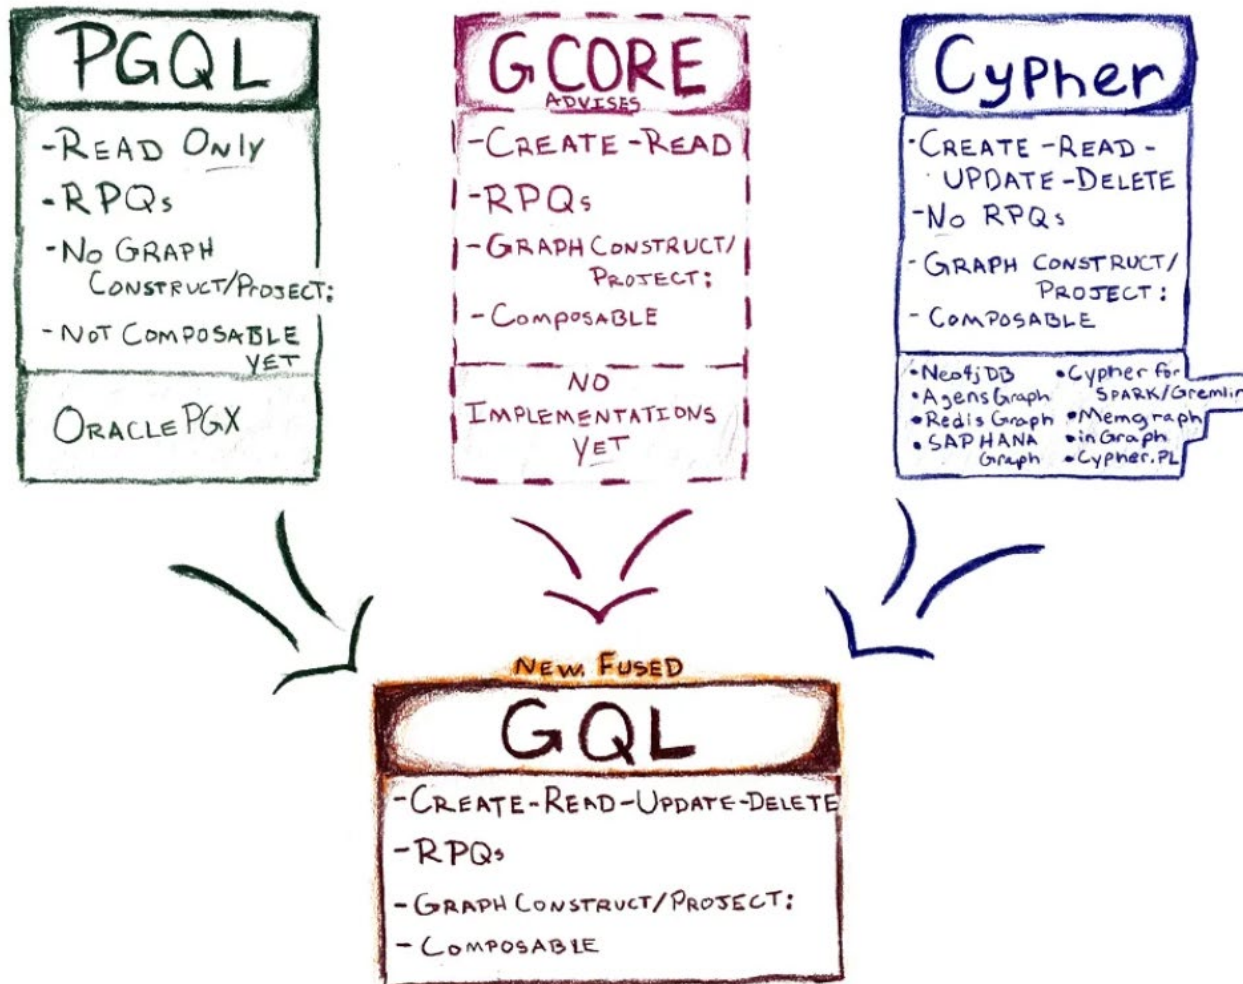 PGQL
-READ ONLY
-RPQs
-NO GRAPH
CONSTRUCT/PROJECT:
-NOT COMPOSABLE
YET
ORACLE PGX
GCORE
ADVISES
-CREATE-READ
-RPQs
-GRAPH CONSTRUCT/
PROJECT:
-COMPOSABLE
NO
IMPLEMENTATIONS
YET
Cypher
-CREATE-READ-
UPDATE-DELETE
-NO RPQs
-GRAPH CONSTRUCT/
PROJECT:
-COMPOSABLE
•Neo4j DB
•AgensGraph
•Redis Graph
•SAP HANA
Graph
•Cypher for
SPARK/Gremlin
•Memgraph
•inGraph
•Cypher.PL
NEW. FUSED
GQL
-CREATE-READ-UPDATE-DELETE
-RPQs
-GRAPH CONSTRUCT/PROJECT:
-COMPOSABLE